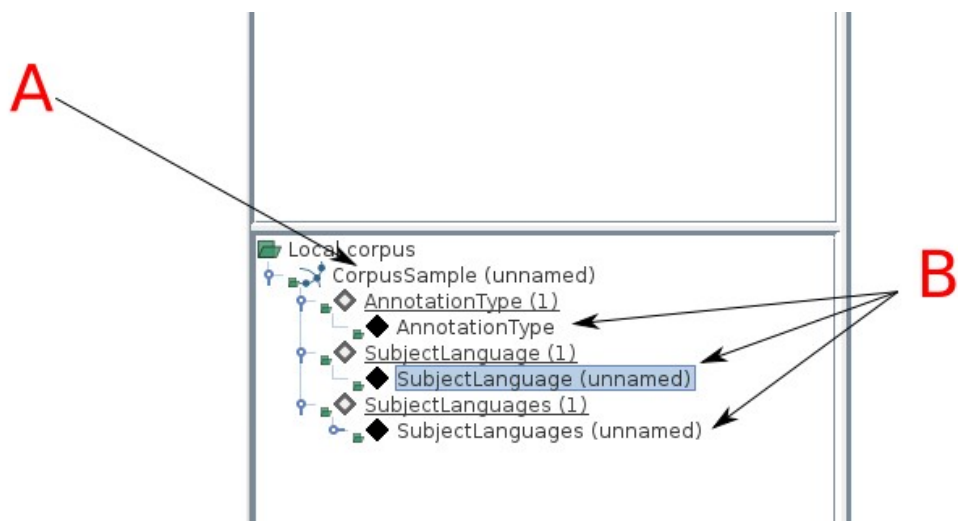 A
Local corpus
CorpusSample (unnamed)
B
AnnotationType (1)
AnnotationType
SubjectLanguage (1)
SubjectLanguage (unnamed)
SubjectLanguages (1)
SubjectLanguages (unnamed)